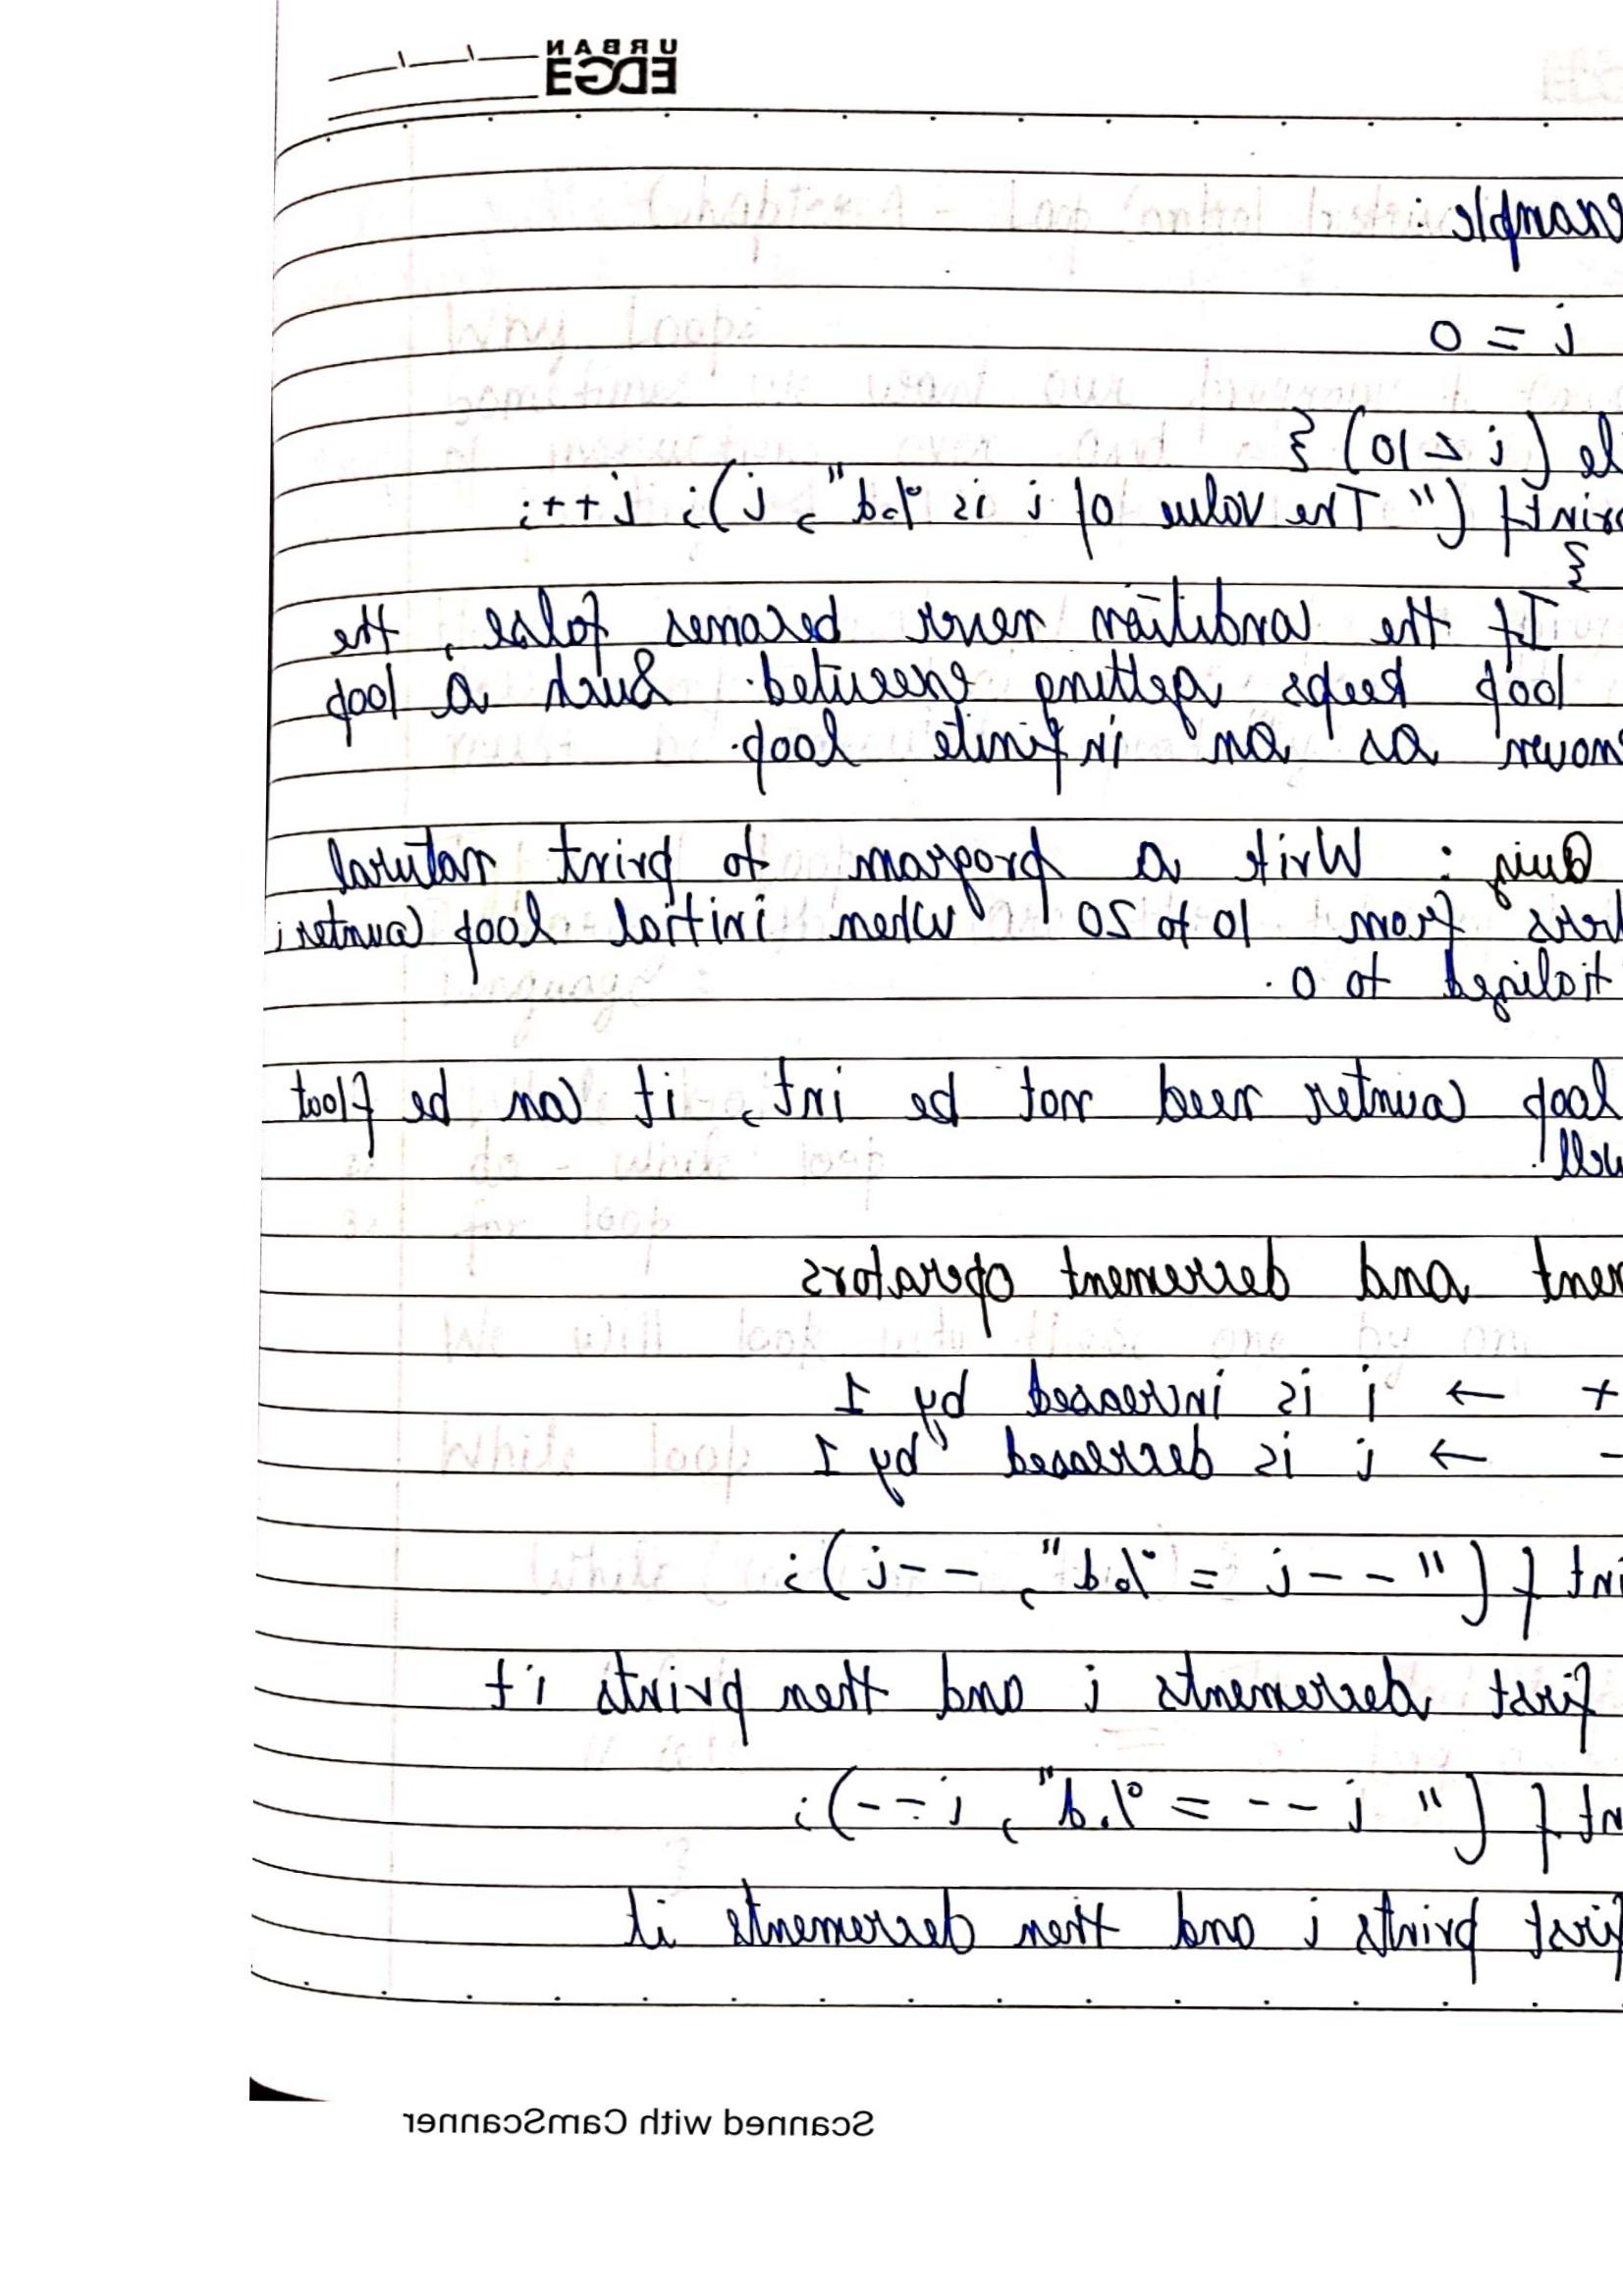 URBAN
EDGE
example :
i = 0
le (i < 10) {
rintf (" The value of i is %d", i); i++;
}
If the condition never becomes false, the
loop keeps getting executed. Such a loop
nown as an infinite loop.
Quiz : Write a program to print natural
bers from 10 to 20 when initial loop counter i
tialized to 0.
loop counter need not be int, it can be float
well.
ment and decrement operators
+ → i is increased by 1
- → i is decreased by 1
int f (" --i = %d", --i);
first decrements i and then prints it
nt f (" i -- = %d", i--);
first prints i and then decrements it
Scanned with CamScanner